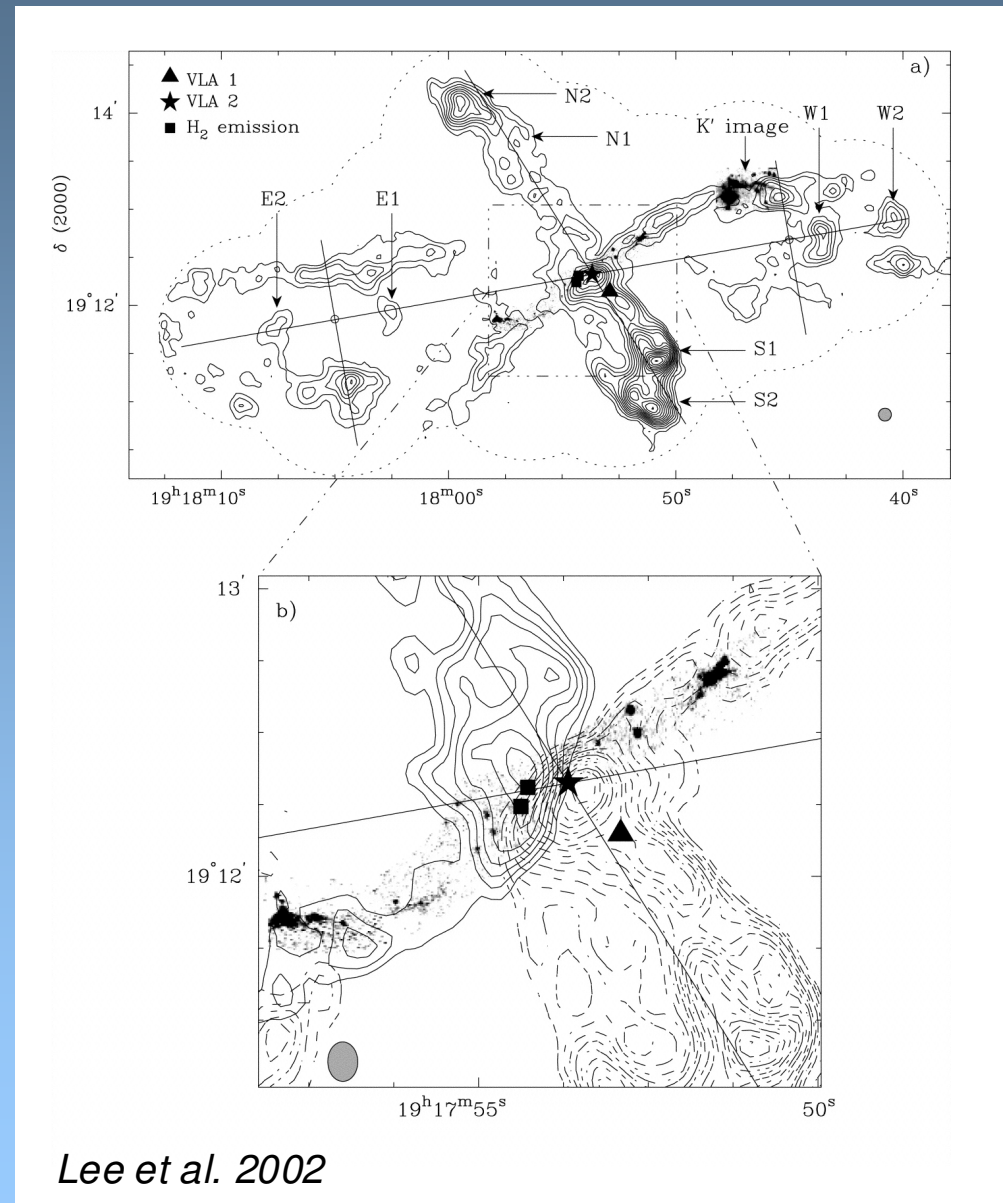 a)
▲ VLA 1
★ VLA 2
■ H₂ emission
N2
N1
K' image
W1
W2
E2
E1
S1
S2
14'
δ (2000)
19° 12'
19ʰ18ᵐ10ˢ 18ᵐ00ˢ 50ˢ 40ˢ
13'
b)
19° 12'
19ʰ17ᵐ55ˢ 50ˢ
Lee et al. 2002